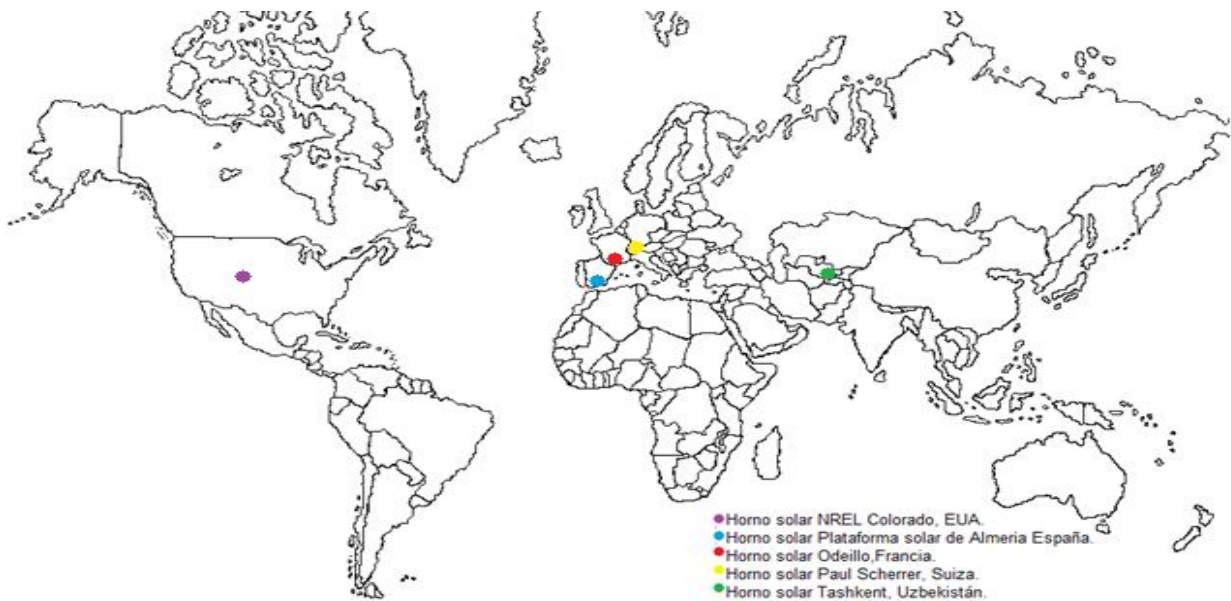 Horno solar NREL Colorado, EUA.
Horno solar Plataforma solar de Almeria España.
Horno solar Odeillo,Francia.
Horno solar Paul Scherrer, Suiza.
Horno solar Tashkent, Uzbekistán.